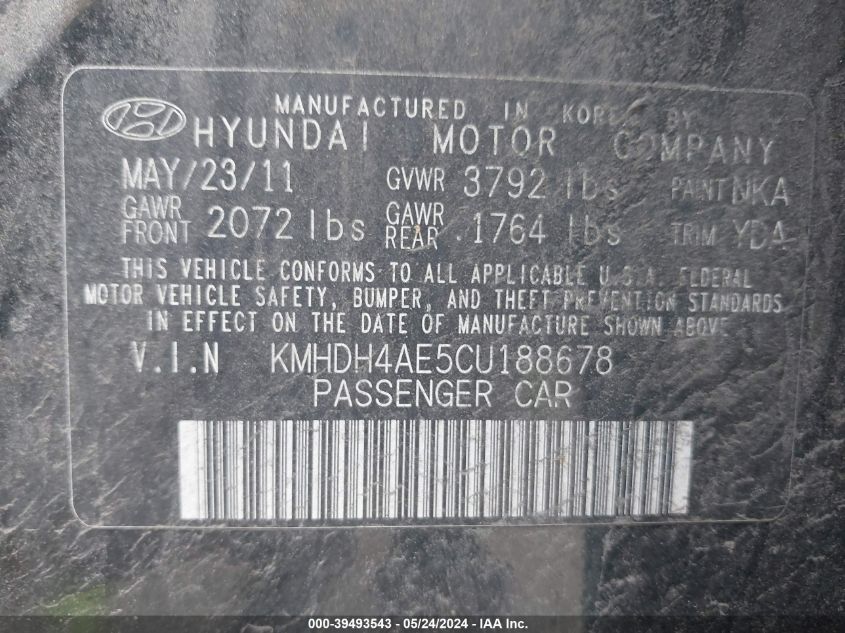 MANUFACTURED IN KOREA BY
HYUNDAI MOTOR COMPANY
MAY/23/11 GVWR 3792 lbs PAINT NKA
GAWR FRONT 2072 lbs GAWR REAR 1764 lbs TRIM YDA
THIS VEHICLE CONFORMS TO ALL APPLICABLE U.S.A. FEDERAL
MOTOR VEHICLE SAFETY, BUMPER, AND THEFT PREVENTION STANDARDS
IN EFFECT ON THE DATE OF MANUFACTURE SHOWN ABOVE
V.I.N KMHDH4AE5CU188678
PASSENGER CAR
000-39493543 - 05/24/2024 - IAA Inc.